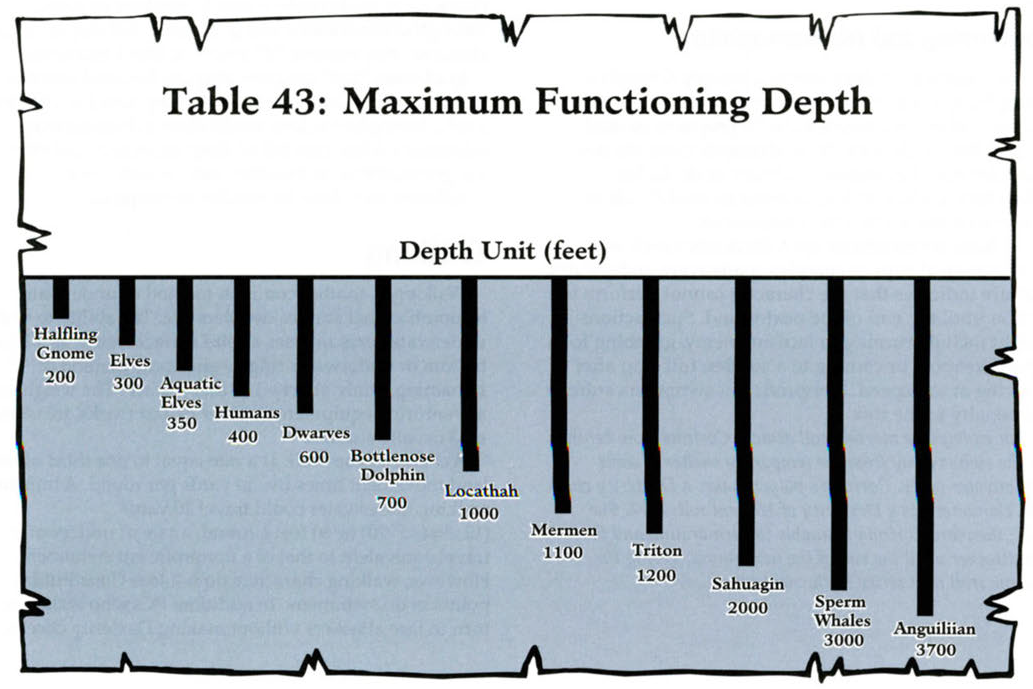 Table 43: Maximum Functioning Depth
Depth Unit (feet)
Halfling
Gnome
200
Elves
300
Aquatic
Elves
350
Humans
400
Dwarves
600
Bottlenose
Dolphin
700
Locathah
1000
Mermen
1100
Triton
1200
Sahuagin
2000
Sperm
Whales
3000
Anguiliian
3700